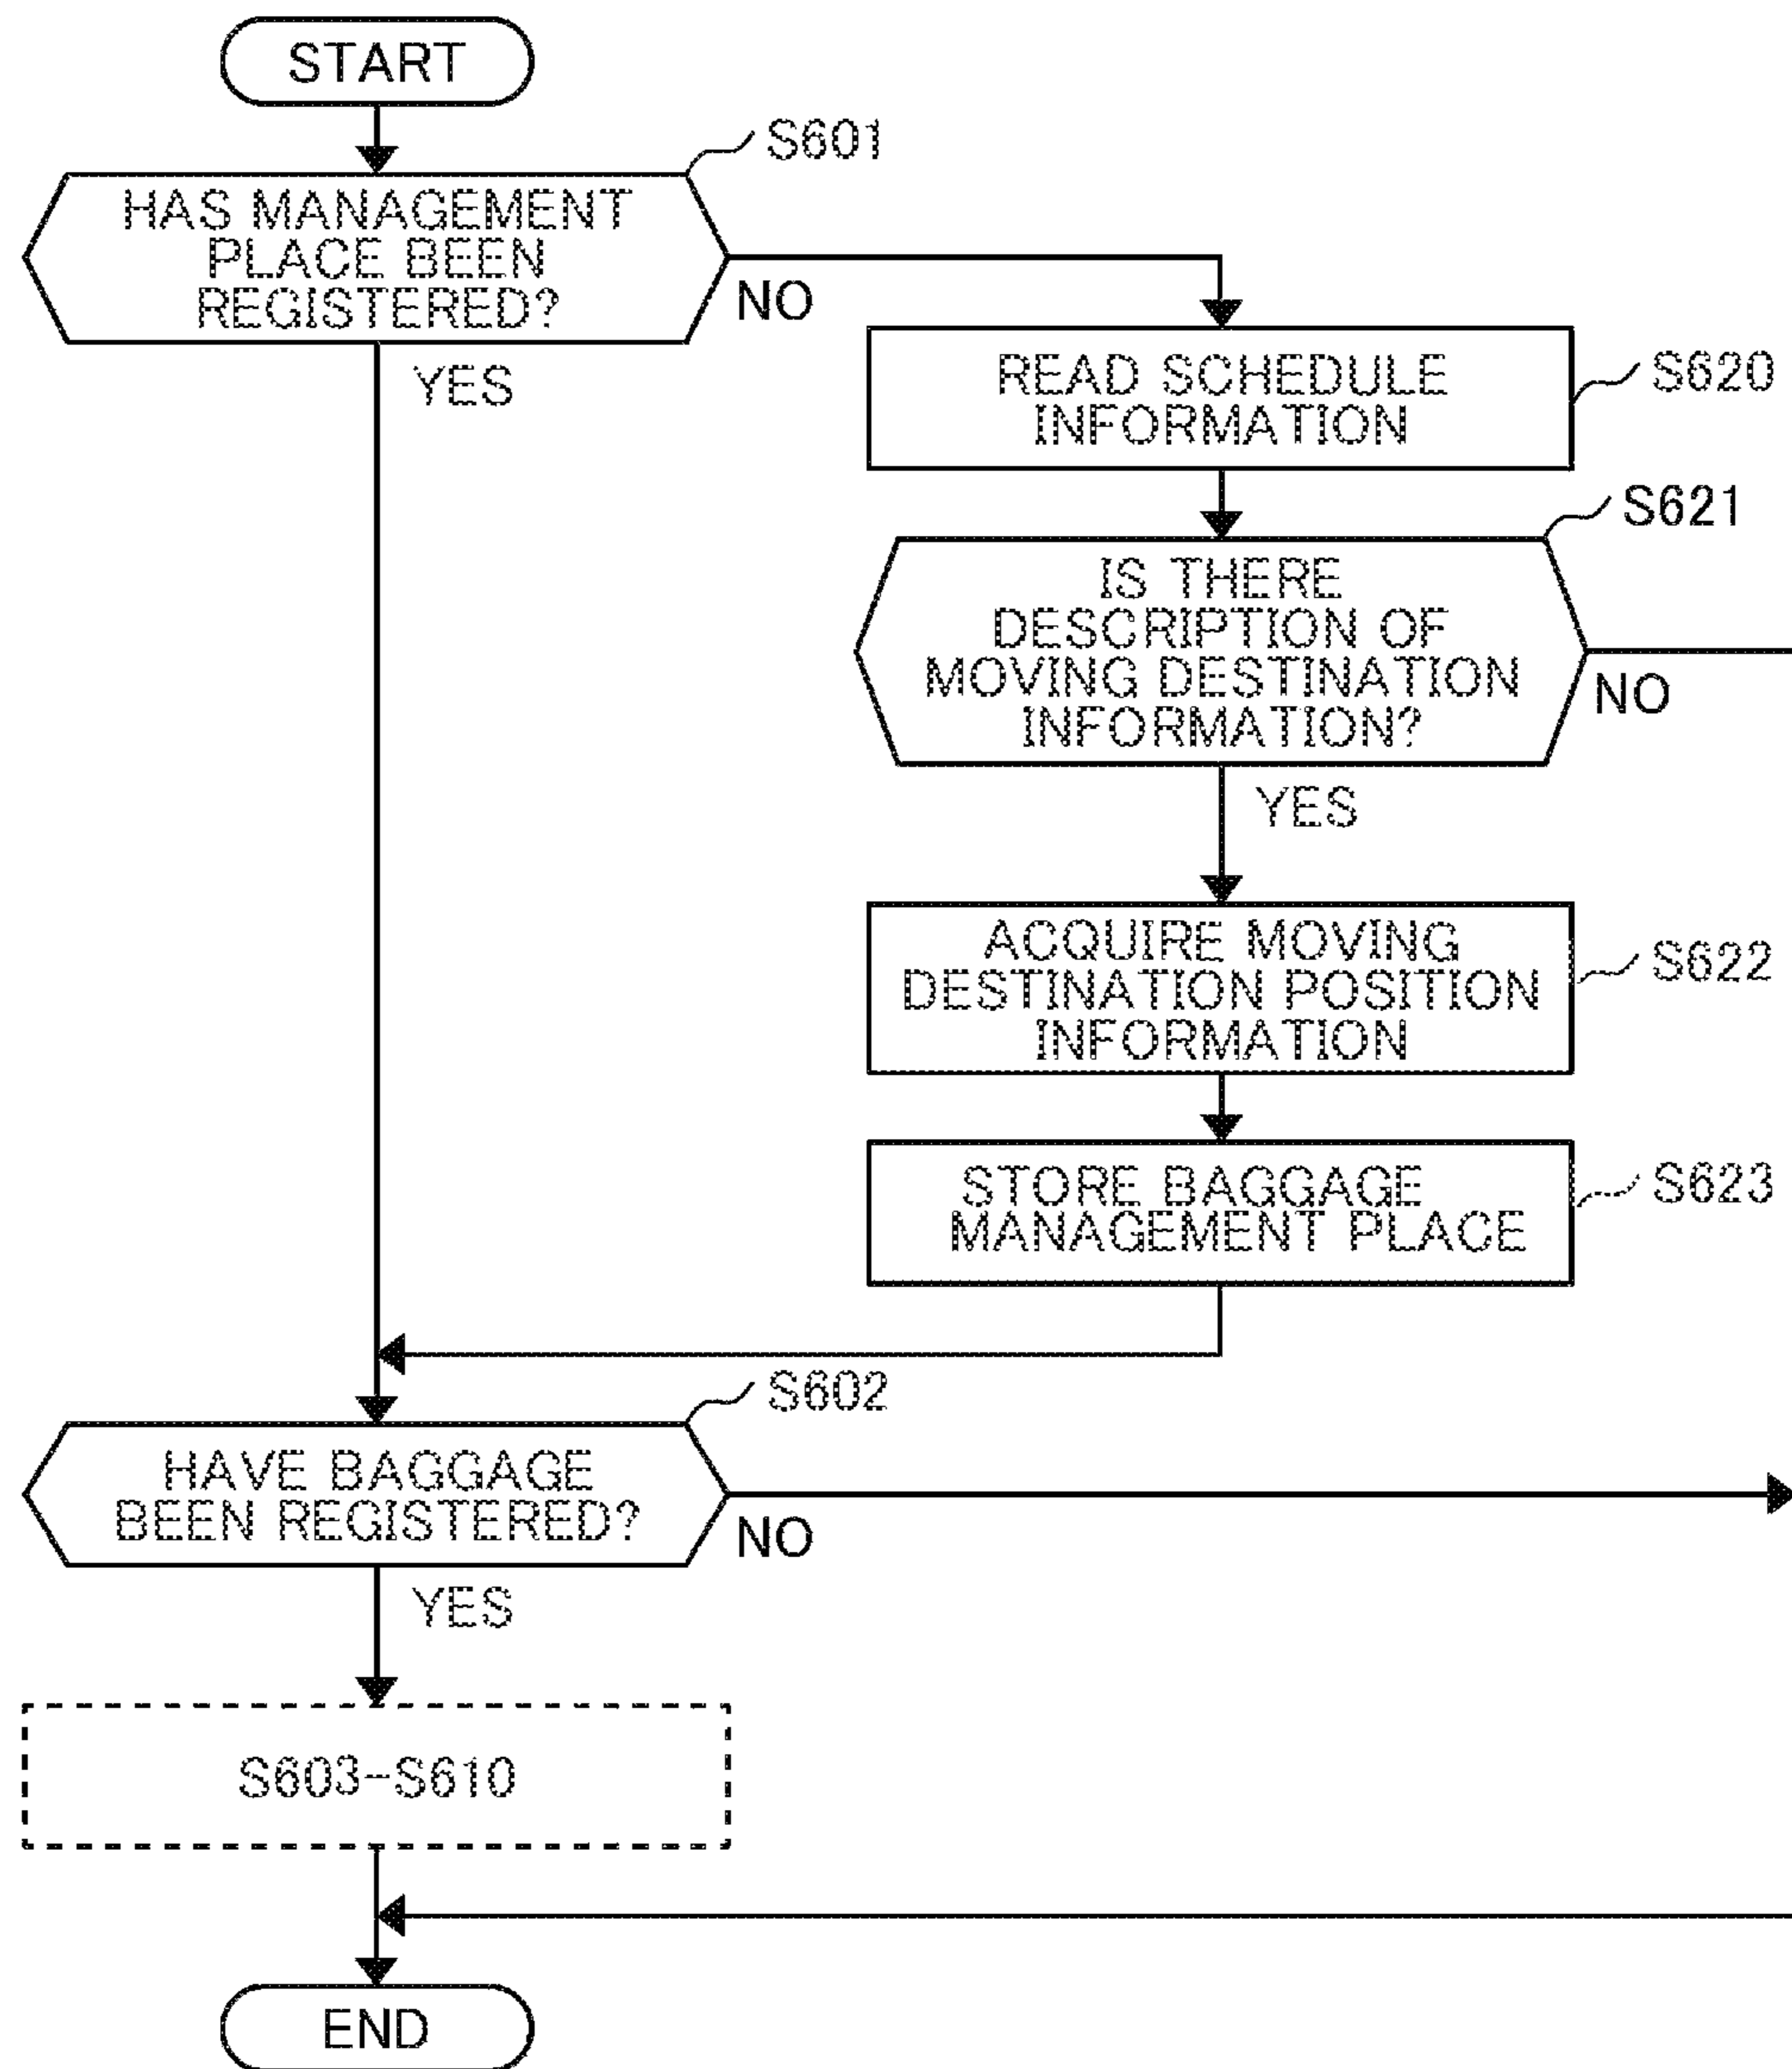 START
S601
HAS MANAGEMENT
PLACE BEEN
REGISTERED?
NO
YES
READ SCHEDULE
INFORMATION
S620
S621
IS THERE
DESCRIPTION OF
MOVING DESTINATION
INFORMATION?
NO
YES
ACQUIRE MOVING
DESTINATION POSITION
INFORMATION
S622
STORE BAGGAGE
MANAGEMENT PLACE
S623
S602
HAVE BAGGAGE
BEEN REGISTERED?
NO
YES
S603-S610
END